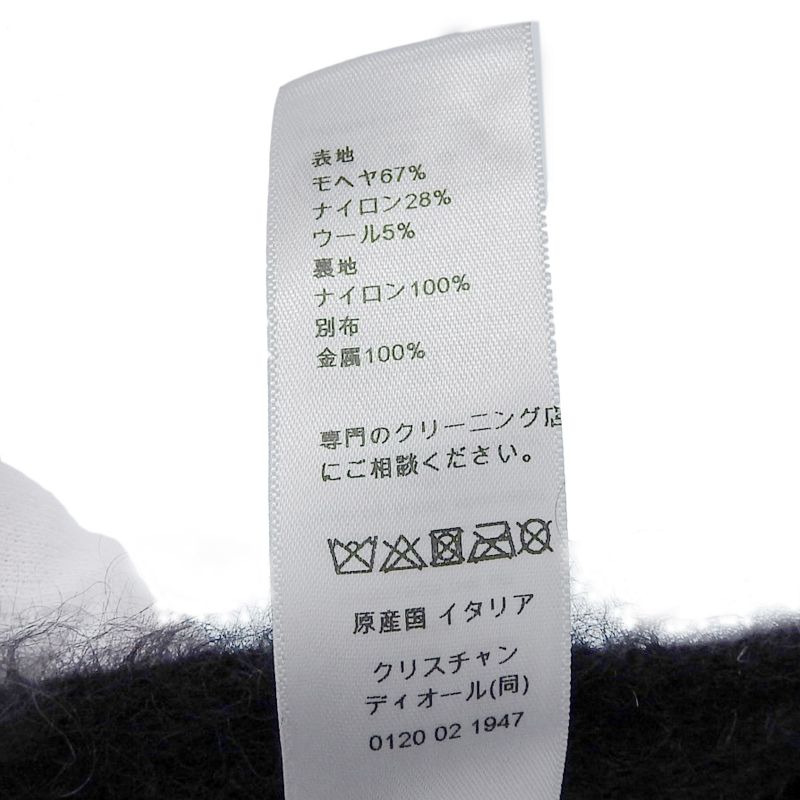 表地
モヘヤ67%
ナイロン28%
ウール5%
裏地
ナイロン100%
別布
金属100%
専門のクリーニング店
にご相談ください。
原産国 イタリア
クリスチャン
ディオール(同)
0120 02 1947